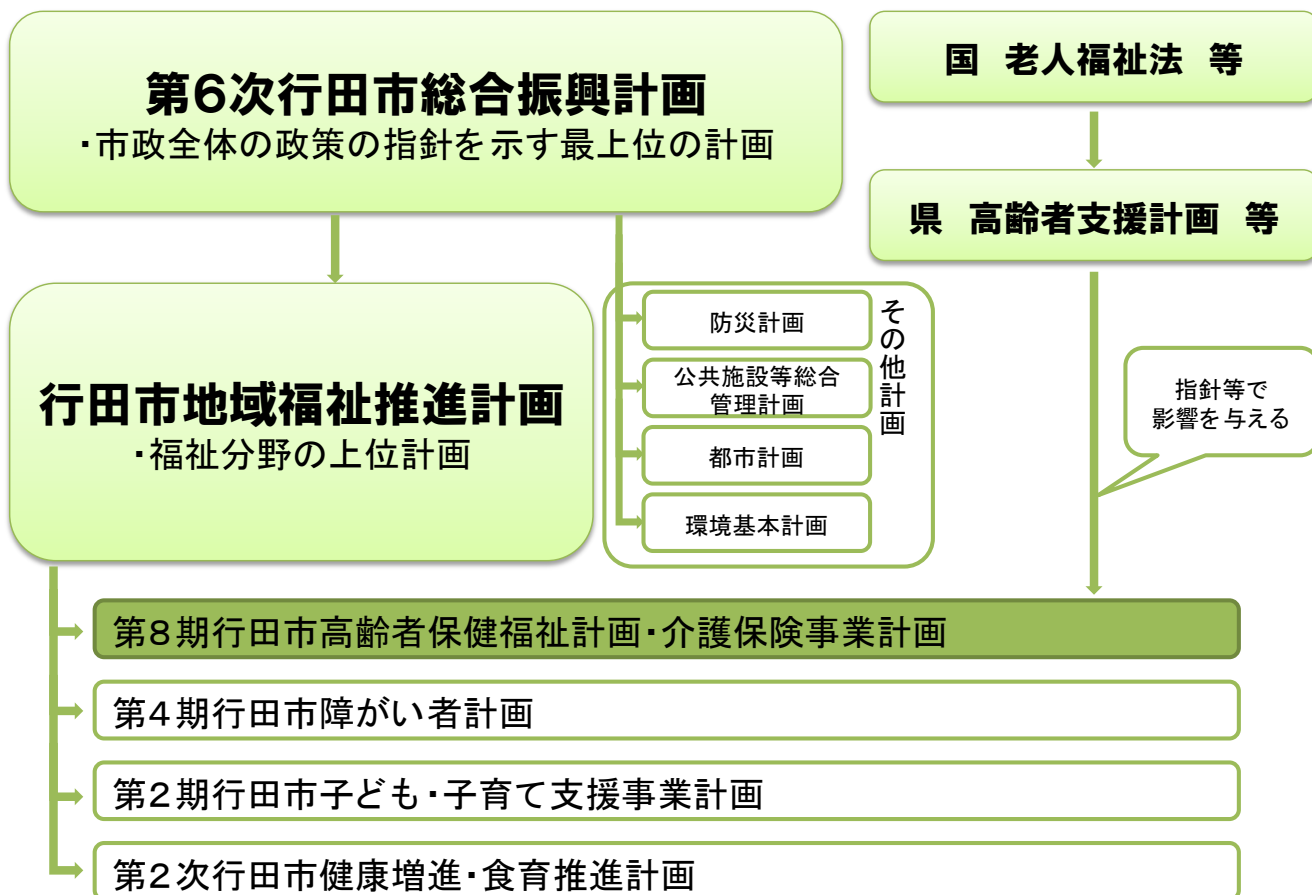 第6次行田市総合振興計画
・市政全体の政策の指針を示す最上位の計画
国 老人福祉法 等
県 高齢者支援計画 等
行田市地域福祉推進計画
・福祉分野の上位計画
その他計画
防災計画
公共施設等総合
管理計画
都市計画
環境基本計画
指針等で
影響を与える
第8期行田市高齢者保健福祉計画・介護保険事業計画
第4期行田市障がい者計画
第2期行田市子ども・子育て支援事業計画
第2次行田市健康増進・食育推進計画